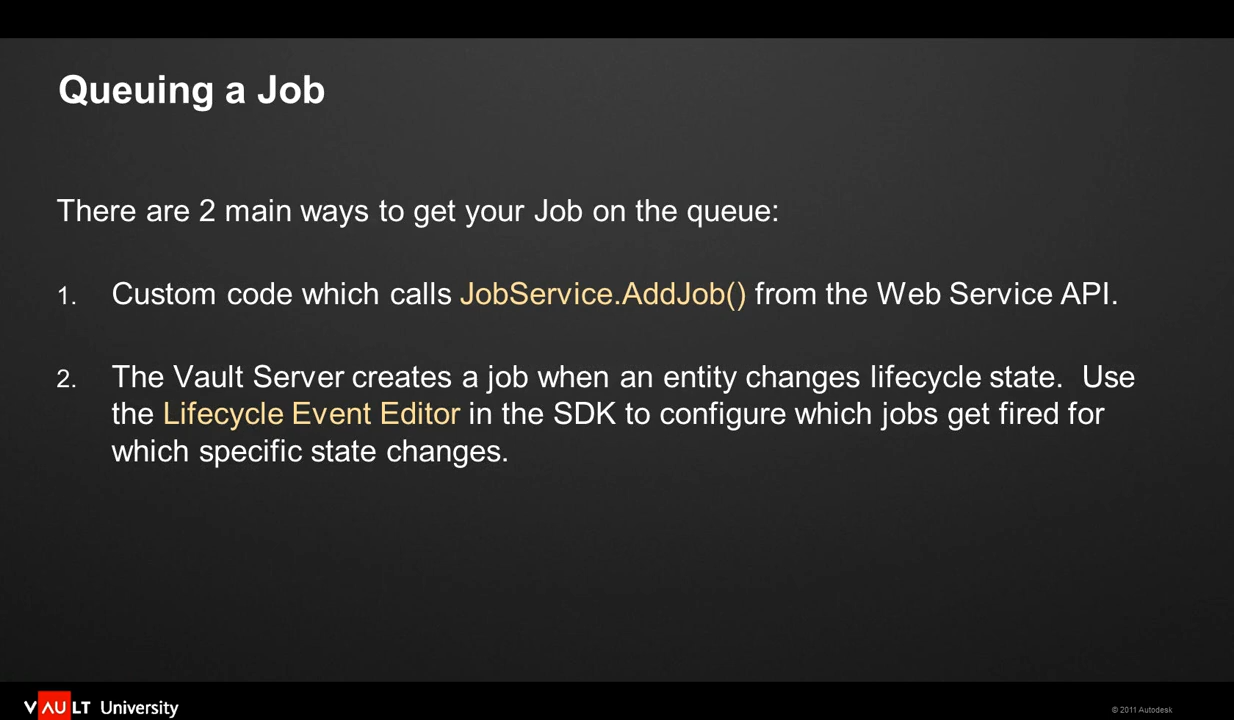 Queuing a Job
There are 2 main ways to get your Job on the queue:
1. Custom code which calls JobService.AddJob() from the Web Service API.
2. The Vault Server creates a job when an entity changes lifecycle state.  Use
the Lifecycle Event Editor in the SDK to configure which jobs get fired for
which specific state changes.
VAULT University
© 2011 Autodesk